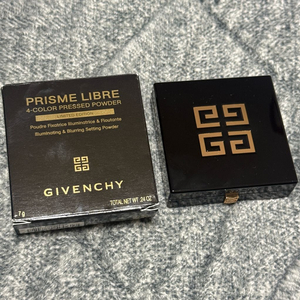 PRISME LIBRE
4-COLOR PRESSED POWDER
LIMITED EDITION
Poudre Fixatrice Illuminatrice & Floutante
Illuminating & Blurring Setting Powder
GIVENCHY
7g
TOTAL NET WT. .24 OZ.